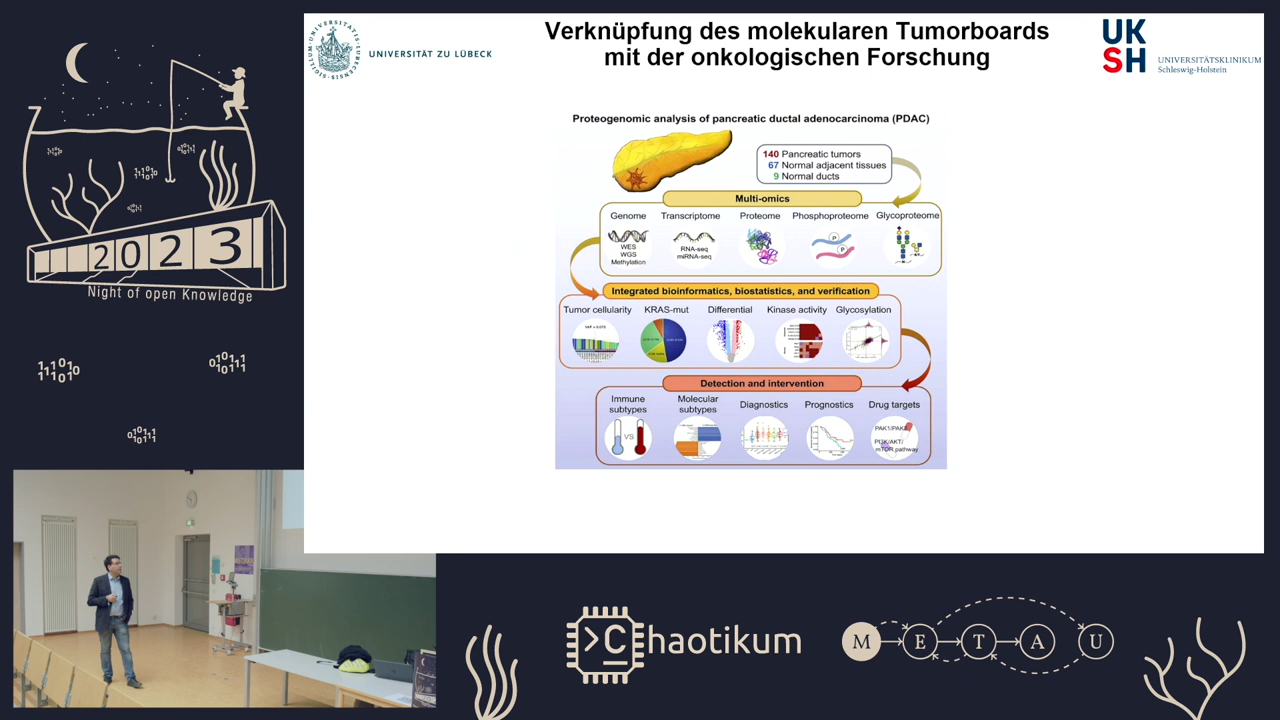 UNIVERSITÄT ZU LÜBECK
Verknüpfung des molekularen Tumorboards
mit der onkologischen Forschung
UK
SH
UNIVERSITÄTSKLINIKUM
Schleswig-Holstein
Proteogenomic analysis of pancreatic ductal adenocarcinoma (PDAC)
140 Pancreatic tumors
67 Normal adjacent tissues
9 Normal ducts
Multi-omics
Genome Transcriptome Proteome Phosphoproteome Glycoproteome
WES
WGS
Methylation
RNA-seq
miRNA-seq
P
P
Integrated bioinformatics, biostatistics, and verification
Tumor cellularity KRAS-mut Differential Kinase activity Glycosylation
Detection and intervention
Immune
subtypes
Molecular
subtypes
Diagnostics Prognostics Drug targets
VS
PI3K/AKT/
mTOR pathway
2023
Night of open Knowledge
>C haotikum
M E T A U